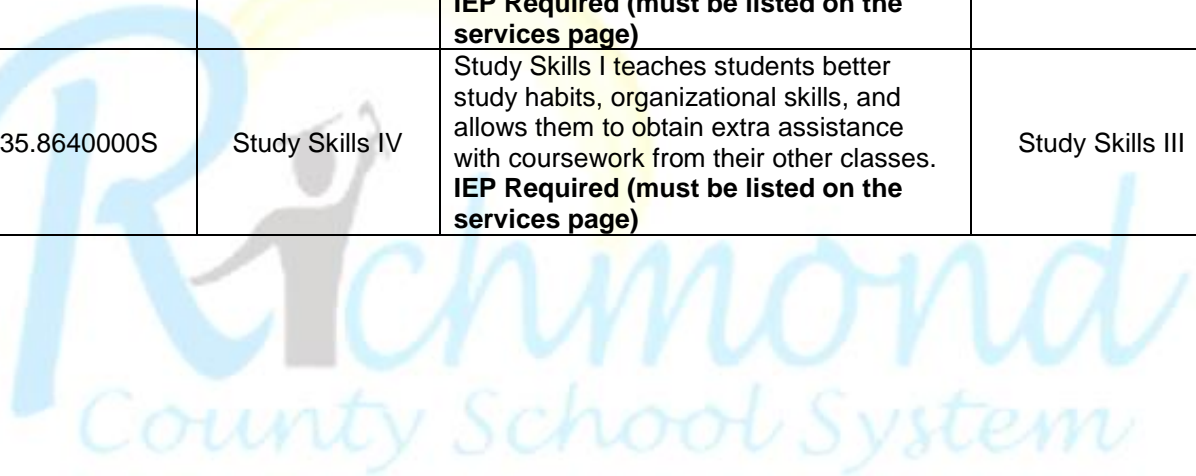 IEP Required (must be listed on the
services page)
35.8640000S
Study Skills IV
Study Skills I teaches students better
study habits, organizational skills, and
allows them to obtain extra assistance
with coursework from their other classes.
IEP Required (must be listed on the
services page)
Study Skills III
Richmond
County School System